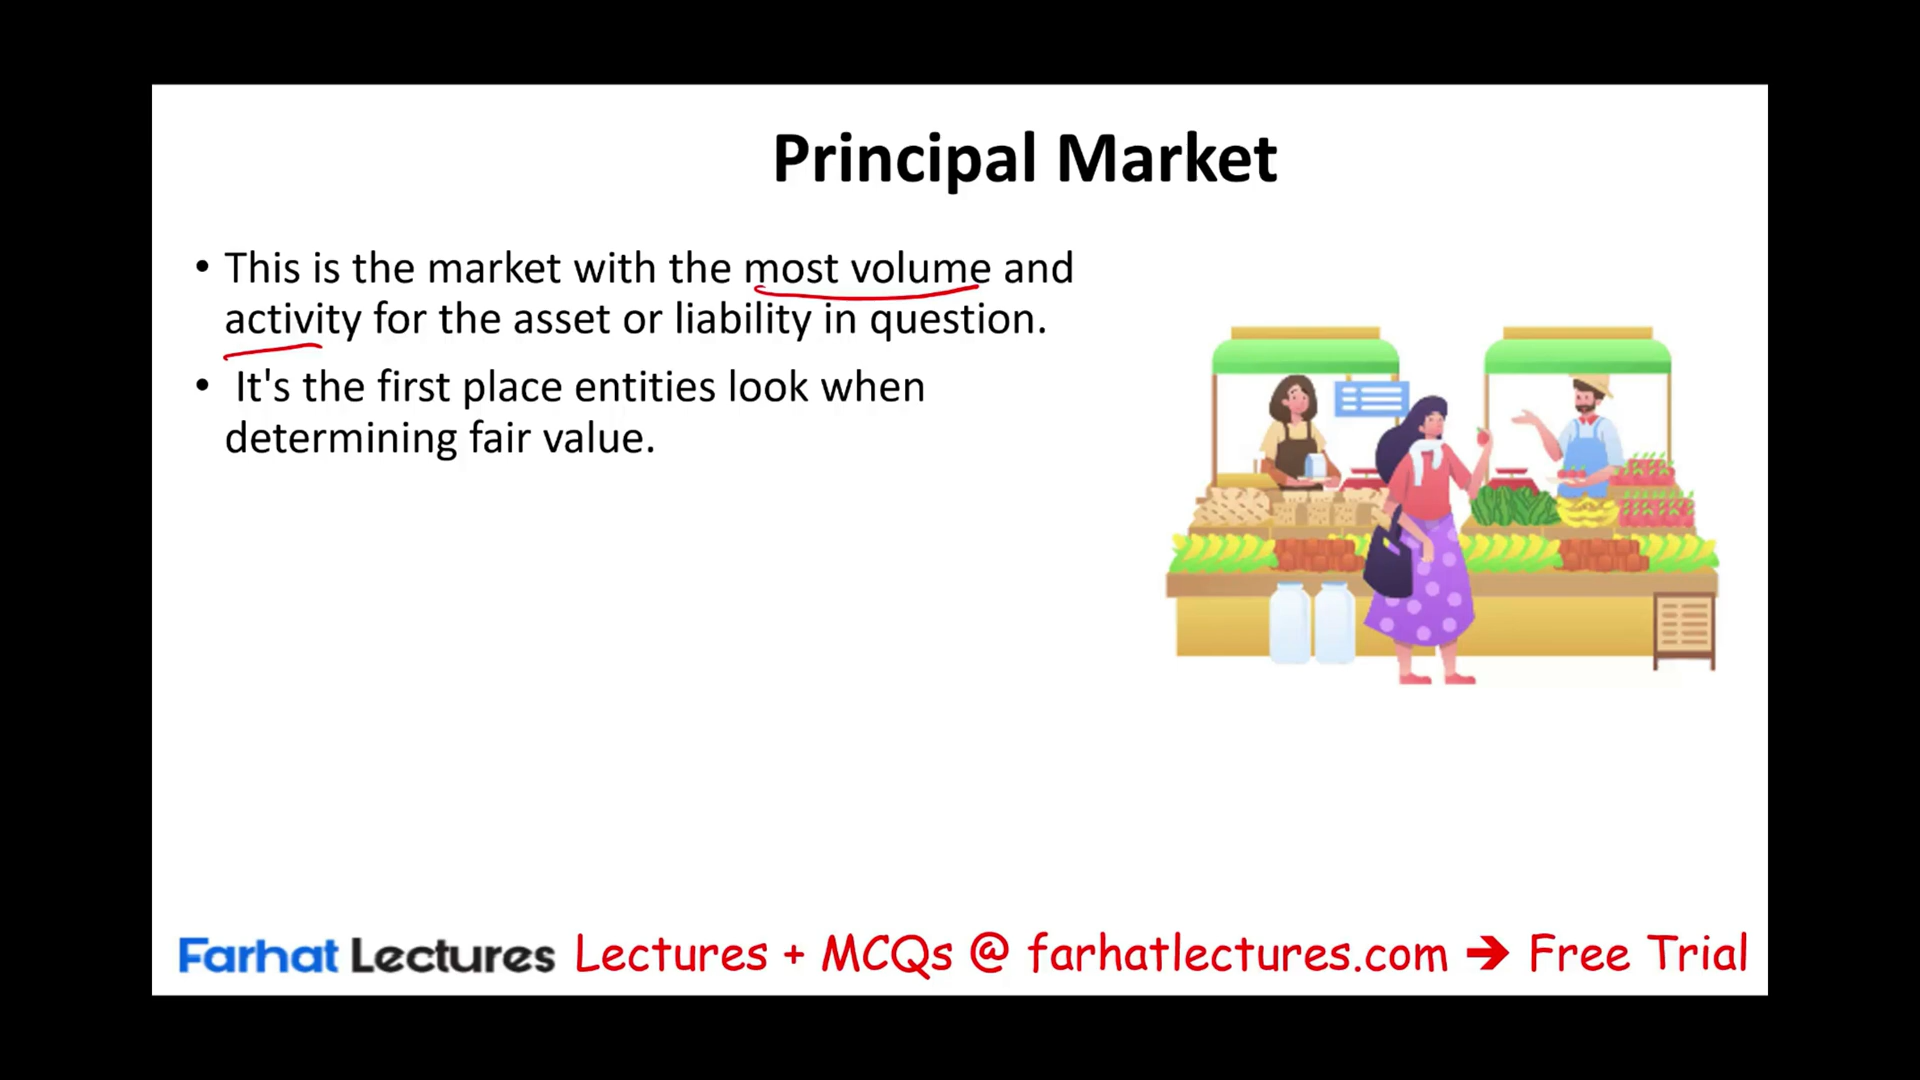 Principal Market
• This is the market with the most volume and
activity for the asset or liability in question.
• It's the first place entities look when
determining fair value.
Farhat Lectures Lectures + MCQs @ farhatlectures.com → Free Trial